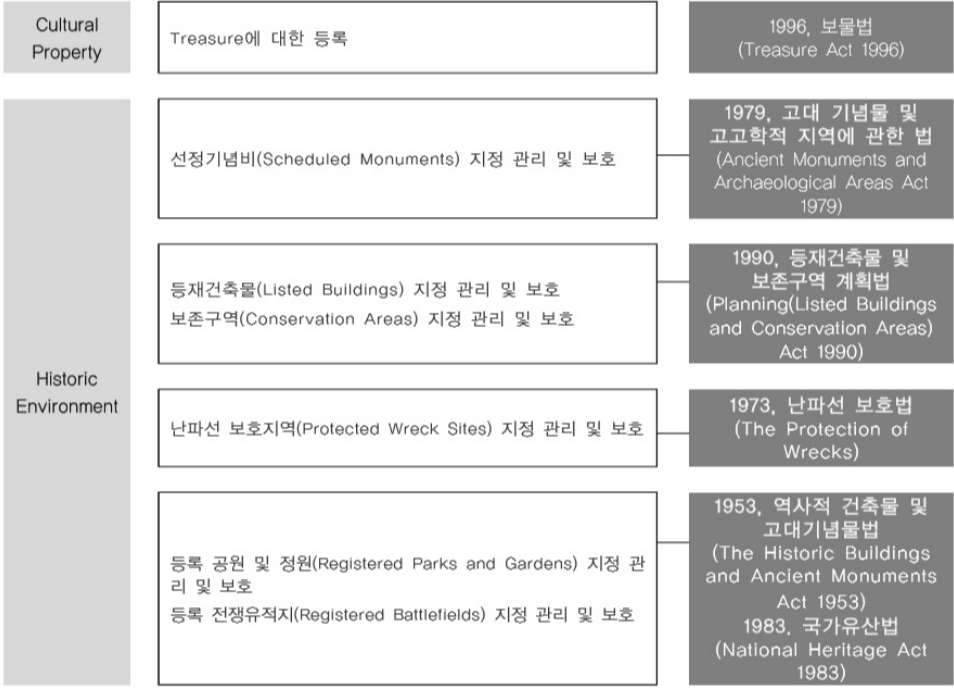 Cultural
Property
Treasure에 대한 등록
1996, 보물법
(Treasure Act 1996)
Historic
Environment
선정기념비(Scheduled Monuments) 지정 관리 및 보호
1979, 고대 기념물 및
고고학적 지역에 관한 법
(Ancient Monuments and
Archaeological Areas Act
1979)
등재건축물(Listed Buildings) 지정 관리 및 보호
보존구역(Conservation Areas) 지정 관리 및 보호
1990, 등재건축물 및
보존구역 계획법
(Planning(Listed Buildings
and Conservation Areas)
Act 1990)
난파선 보호지역(Protected Wreck Sites) 지정 관리 및 보호
1973, 난파선 보호법
(The Protection of
Wrecks)
등록 공원 및 정원(Registered Parks and Gardens) 지정 관
리 및 보호
등록 전쟁유적지(Registered Battlefields) 지정 관리 및 보호
1953, 역사적 건축물 및
고대기념물법
(The Historic Buildings
and Ancient Monuments
Act 1953)
1983, 국가유산법
(National Heritage Act
1983)